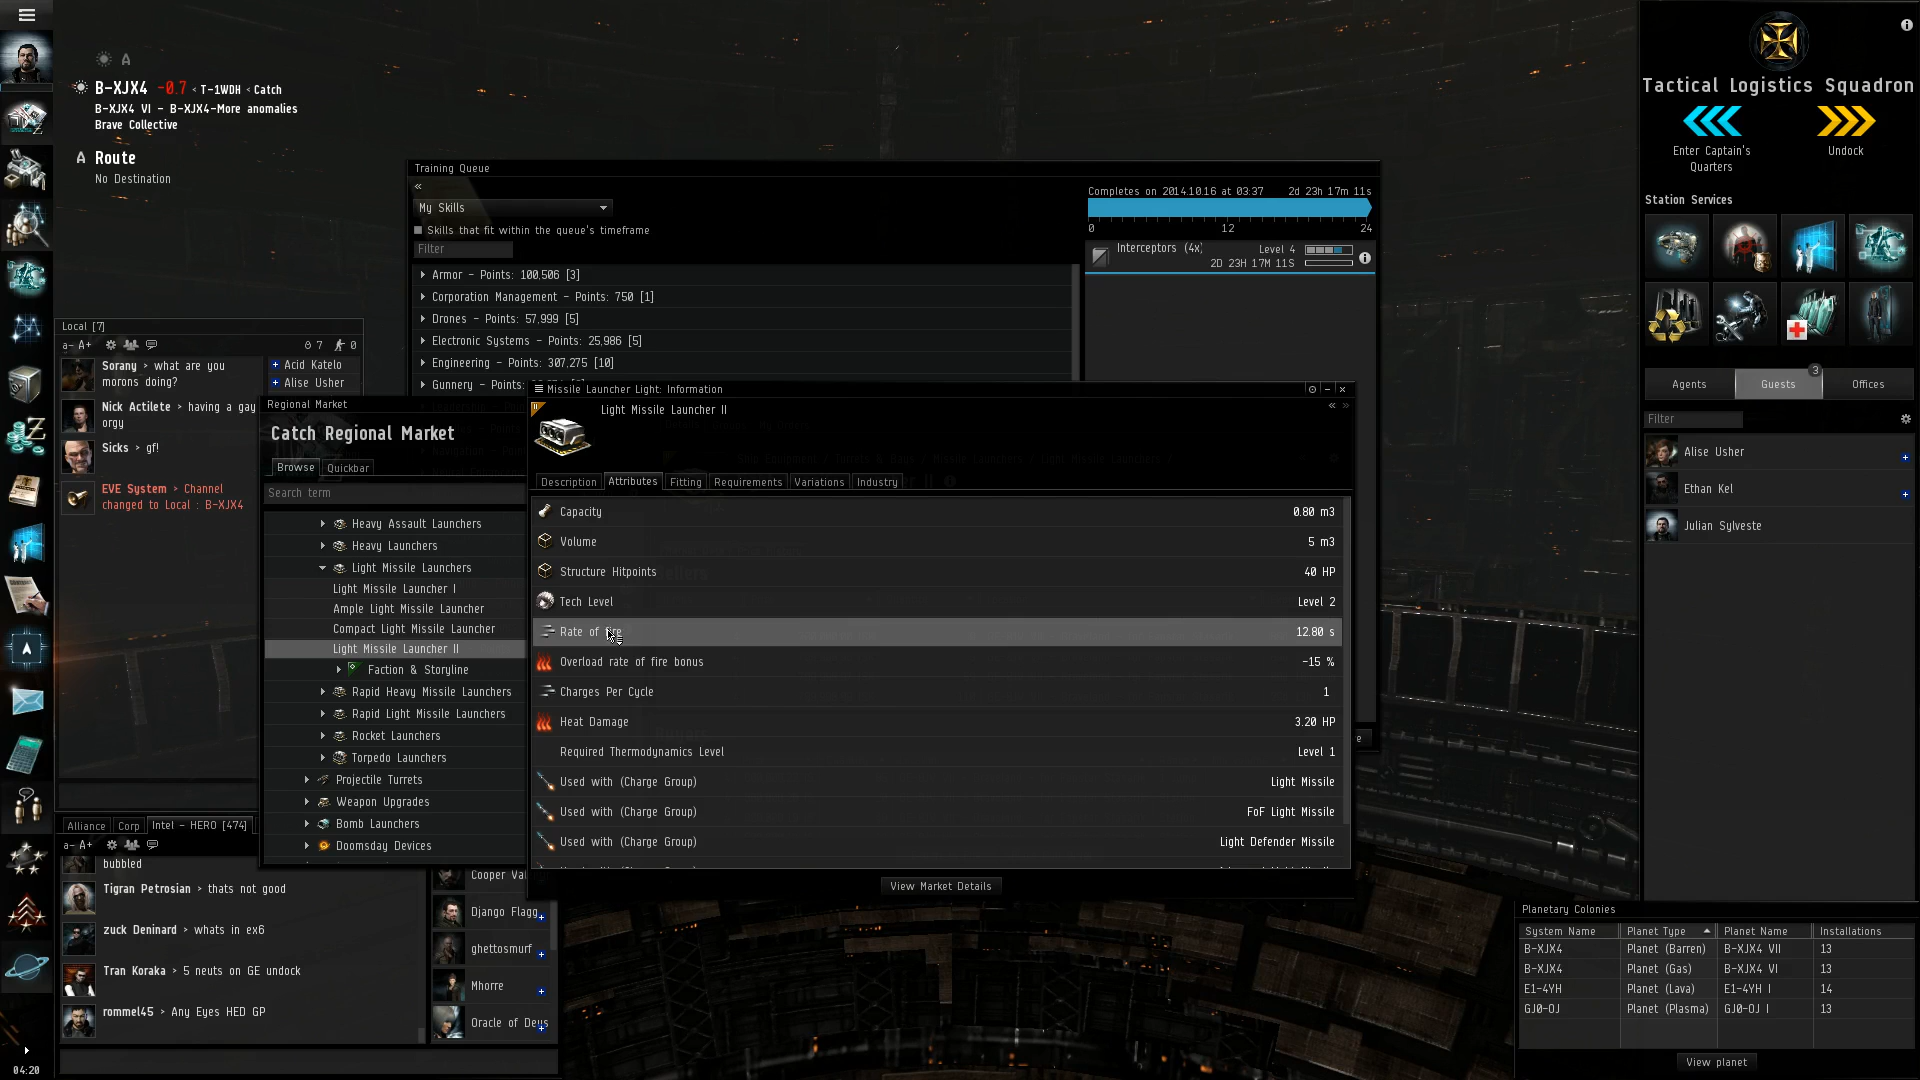 A
B-XJX4 -0.7 < T-1WDH < Catch
B-XJX4 VI - B-XJX4-More anomalies
Brave Collective
A Route
No Destination
Local [7]
a- A+
0 7
0
Sorany > what are you
morons doing?
Nick Actilete > having a gay
orgy
Sicks > gf!
EVE System > Channel
changed to Local : B-XJX4
Acid Katelo
Alise Usher
Training Queue
«
My Skills
Skills that fit within the queue's timeframe
Filter
Armor - Points: 100,506 [3]
Corporation Management - Points: 750 [1]
Drones - Points: 57,999 [5]
Electronic Systems - Points: 25,986 [5]
Engineering - Points: 307,275 [10]
Gunnery - Points:
Completes on 2014.10.16 at 03:37 2d 23h 17m 11s
0 12 24
Interceptors (4x) Level 4
2D 23H 17M 11S
Regional Market
Catch Regional Market
Browse Quickbar
Search term
Heavy Assault Launchers
Heavy Launchers
Light Missile Launchers
Light Missile Launcher I
Ample Light Missile Launcher
Compact Light Missile Launcher
Light Missile Launcher II
Faction & Storyline
Rapid Heavy Missile Launchers
Rapid Light Missile Launchers
Rocket Launchers
Torpedo Launchers
Projectile Turrets
Weapon Upgrades
Bomb Launchers
Doomsday Devices
Missile Launcher Light: Information
Light Missile Launcher II
Description Attributes Fitting Requirements Variations Industry
Capacity 0.80 m3
Volume 5 m3
Structure Hitpoints 40 HP
Tech Level Level 2
Rate of fire 12.80 s
Overload rate of fire bonus -15 %
Charges Per Cycle 1
Heat Damage 3.20 HP
Required Thermodynamics Level Level 1
Used with (Charge Group) Light Missile
Used with (Charge Group) FoF Light Missile
Used with (Charge Group) Light Defender Missile
View Market Details
Alliance Corp Intel - HERO [474]
a- A+
bubbled
Tigran Petrosian > thats not good
zuck Deninard > whats in ex6
Tran Koraka > 5 neuts on GE undock
rommel45 > Any Eyes HED GP
Cooper Val
Django Flagg
ghettosmurf
Mhorre
Oracle of Deus
04:20
Tactical Logistics Squadron
Enter Captain's
Quarters
Undock
Station Services
Agents Guests 3 Offices
Filter
Alise Usher
Ethan Kel
Julian Sylveste
Planetary Colonies
System Name Planet Type Planet Name Installations
B-XJX4 Planet (Barren) B-XJX4 VII 13
B-XJX4 Planet (Gas) B-XJX4 VI 13
E1-4YH Planet (Lava) E1-4YH I 14
GJ0-OJ Planet (Plasma) GJ0-OJ I 13
View planet